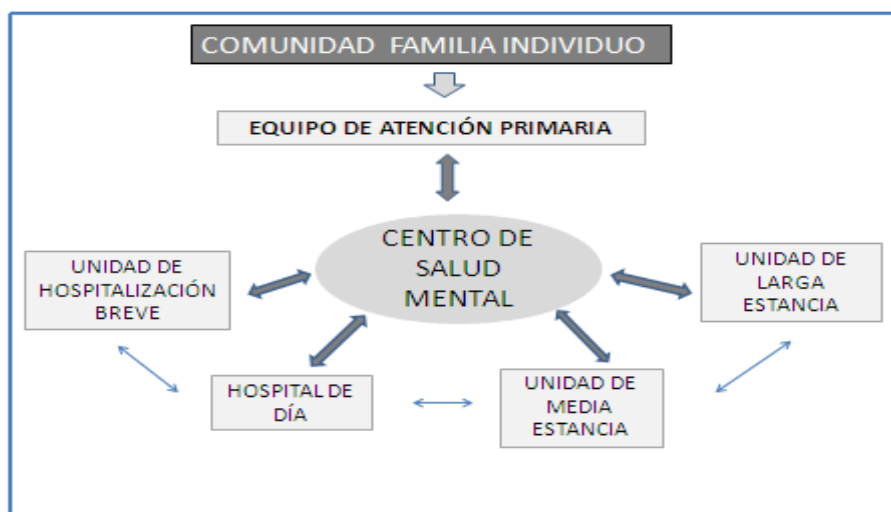 COMUNIDAD FAMILIA INDIVIDUO
EQUIPO DE ATENCIÓN PRIMARIA
CENTRO DE
SALUD
MENTAL
UNIDAD DE
HOSPITALIZACIÓN
BREVE
UNIDAD DE
LARGA
ESTANCIA
HOSPITAL DE
DÍA
UNIDAD DE
MEDIA
ESTANCIA